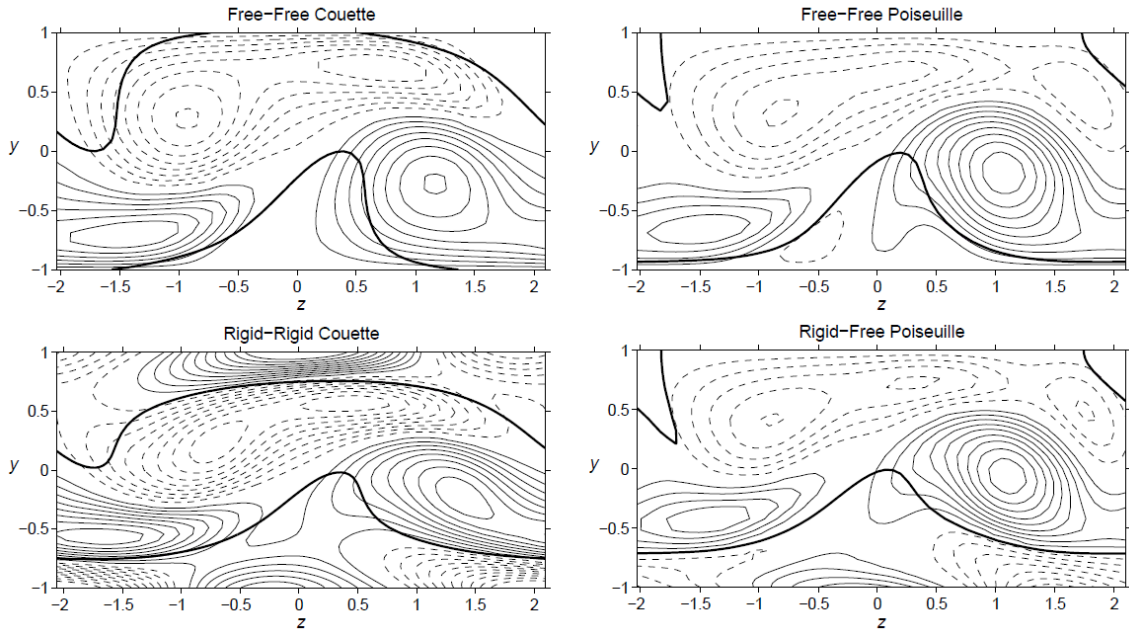 Free−Free Couette
1
0.5
y
0
−0.5
−1
−2 −1.5 −1 −0.5 0 0.5 1 1.5 2
z
Free−Free Poiseuille
1
0.5
y
0
−0.5
−1
−2 −1.5 −1 −0.5 0 0.5 1 1.5 2
z
Rigid−Rigid Couette
1
0.5
y
0
−0.5
−1
−2 −1.5 −1 −0.5 0 0.5 1 1.5 2
z
Rigid−Free Poiseuille
1
0.5
y
0
−0.5
−1
−2 −1.5 −1 −0.5 0 0.5 1 1.5 2
z